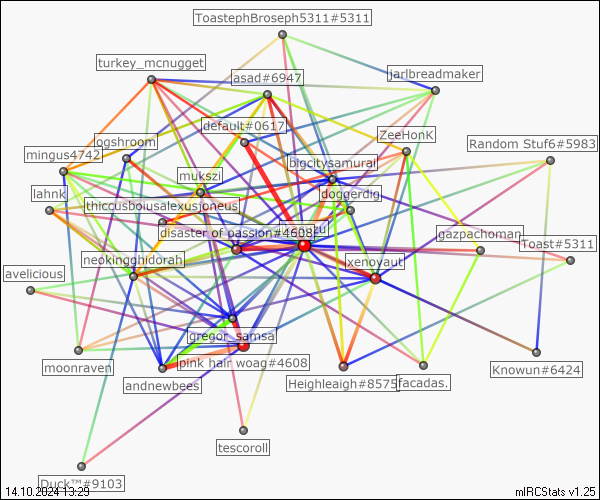 ToastephBroseph5311#5311
turkey_mcnugget
asad#6947
jarlbreadmaker
default#0617
ogshroom
ZeeHonK
Random Stuf6#5983
mingus4742
bigcitysamurai
mukszi
doggerdig
lahnk
thiccusboiusalexusjoneus
disaster of passion#4608
gazpachoman
Toast#5311
neokingghidorah
xenoyaut
avelicious
gregor_samsa
moonraven
pink hair woag#4608
Knowun#6424
andnewbees
Heighleigh#8575
facadas.
tescoroll
Duck™#9103
14.10.2024 13:29
mIRCStats v1.25